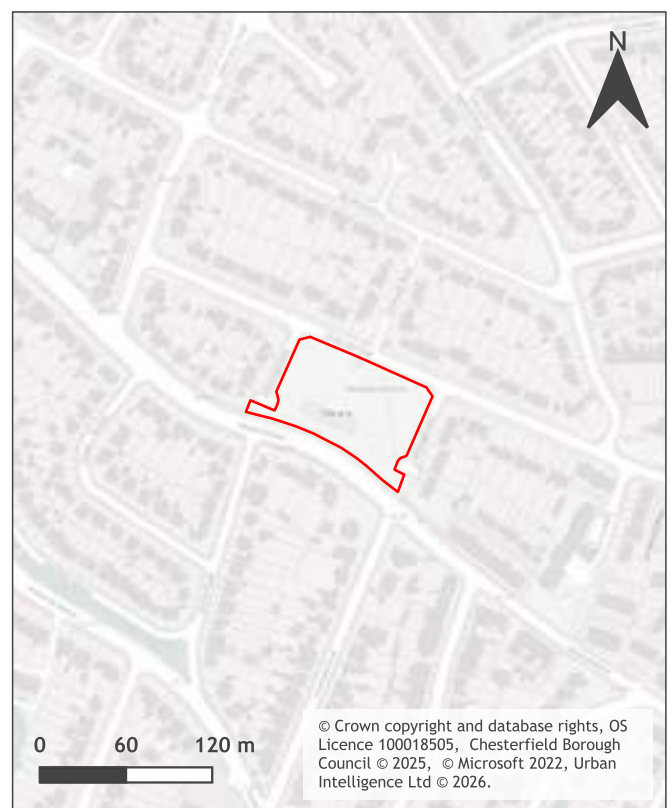 N
0 60 120 m
© Crown copyright and database rights, OS
Licence 100018505, Chesterfield Borough
Council © 2025, © Microsoft 2022, Urban
Intelligence Ltd © 2026.